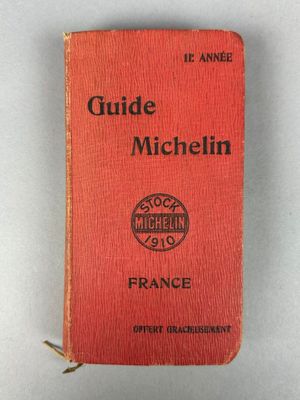 11E ANNÉE
Guide
Michelin
STOCK
MICHELIN
1910
FRANCE
OFFERT GRACIEUSEMENT